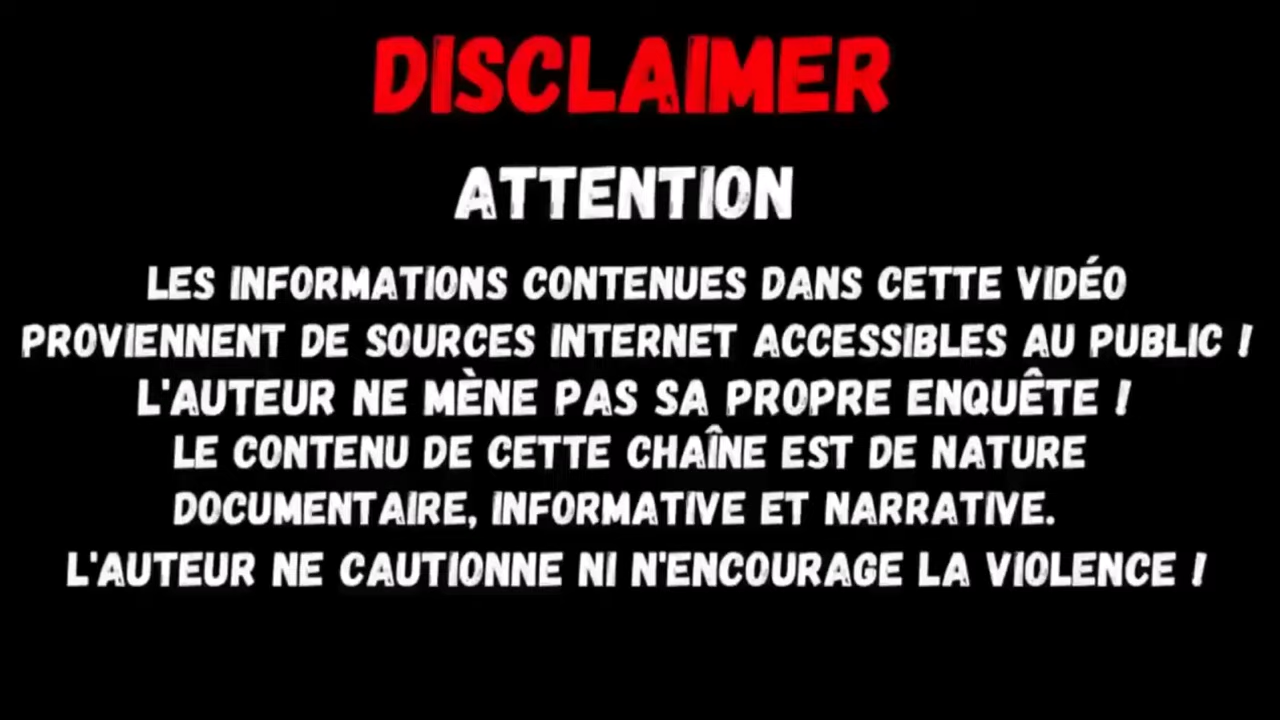 DISCLAIMER
ATTENTION
LES INFORMATIONS CONTENUES DANS CETTE VIDÉO
PROVIENNENT DE SOURCES INTERNET ACCESSIBLES AU PUBLIC !
L'AUTEUR NE MÈNE PAS SA PROPRE ENQUÊTE !
LE CONTENU DE CETTE CHAÎNE EST DE NATURE
DOCUMENTAIRE, INFORMATIVE ET NARRATIVE.
L'AUTEUR NE CAUTIONNE NI N'ENCOURAGE LA VIOLENCE !